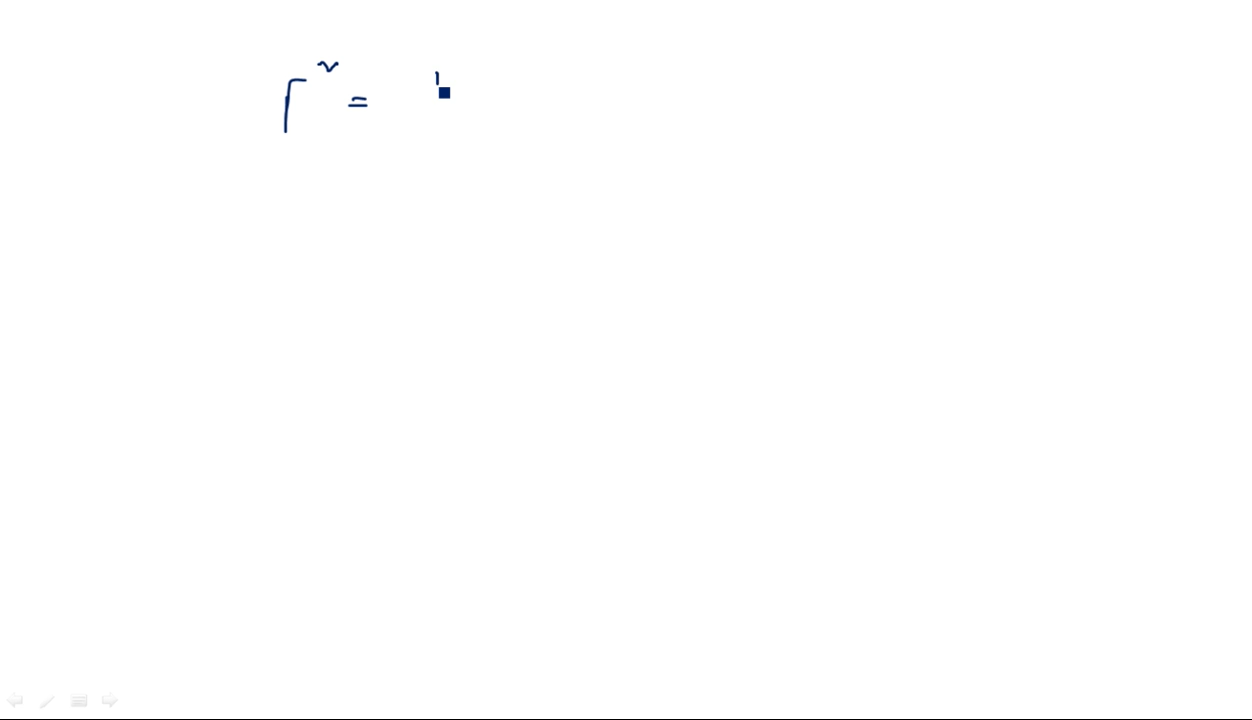 Γ^ν =